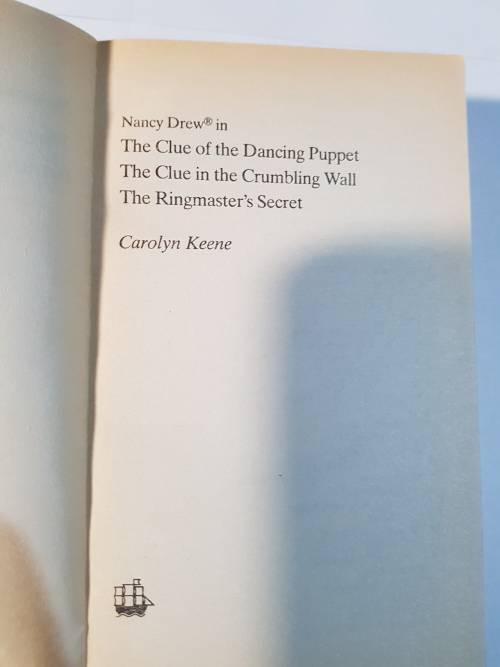 Nancy Drew® in
The Clue of the Dancing Puppet
The Clue in the Crumbling Wall
The Ringmaster's Secret
Carolyn Keene